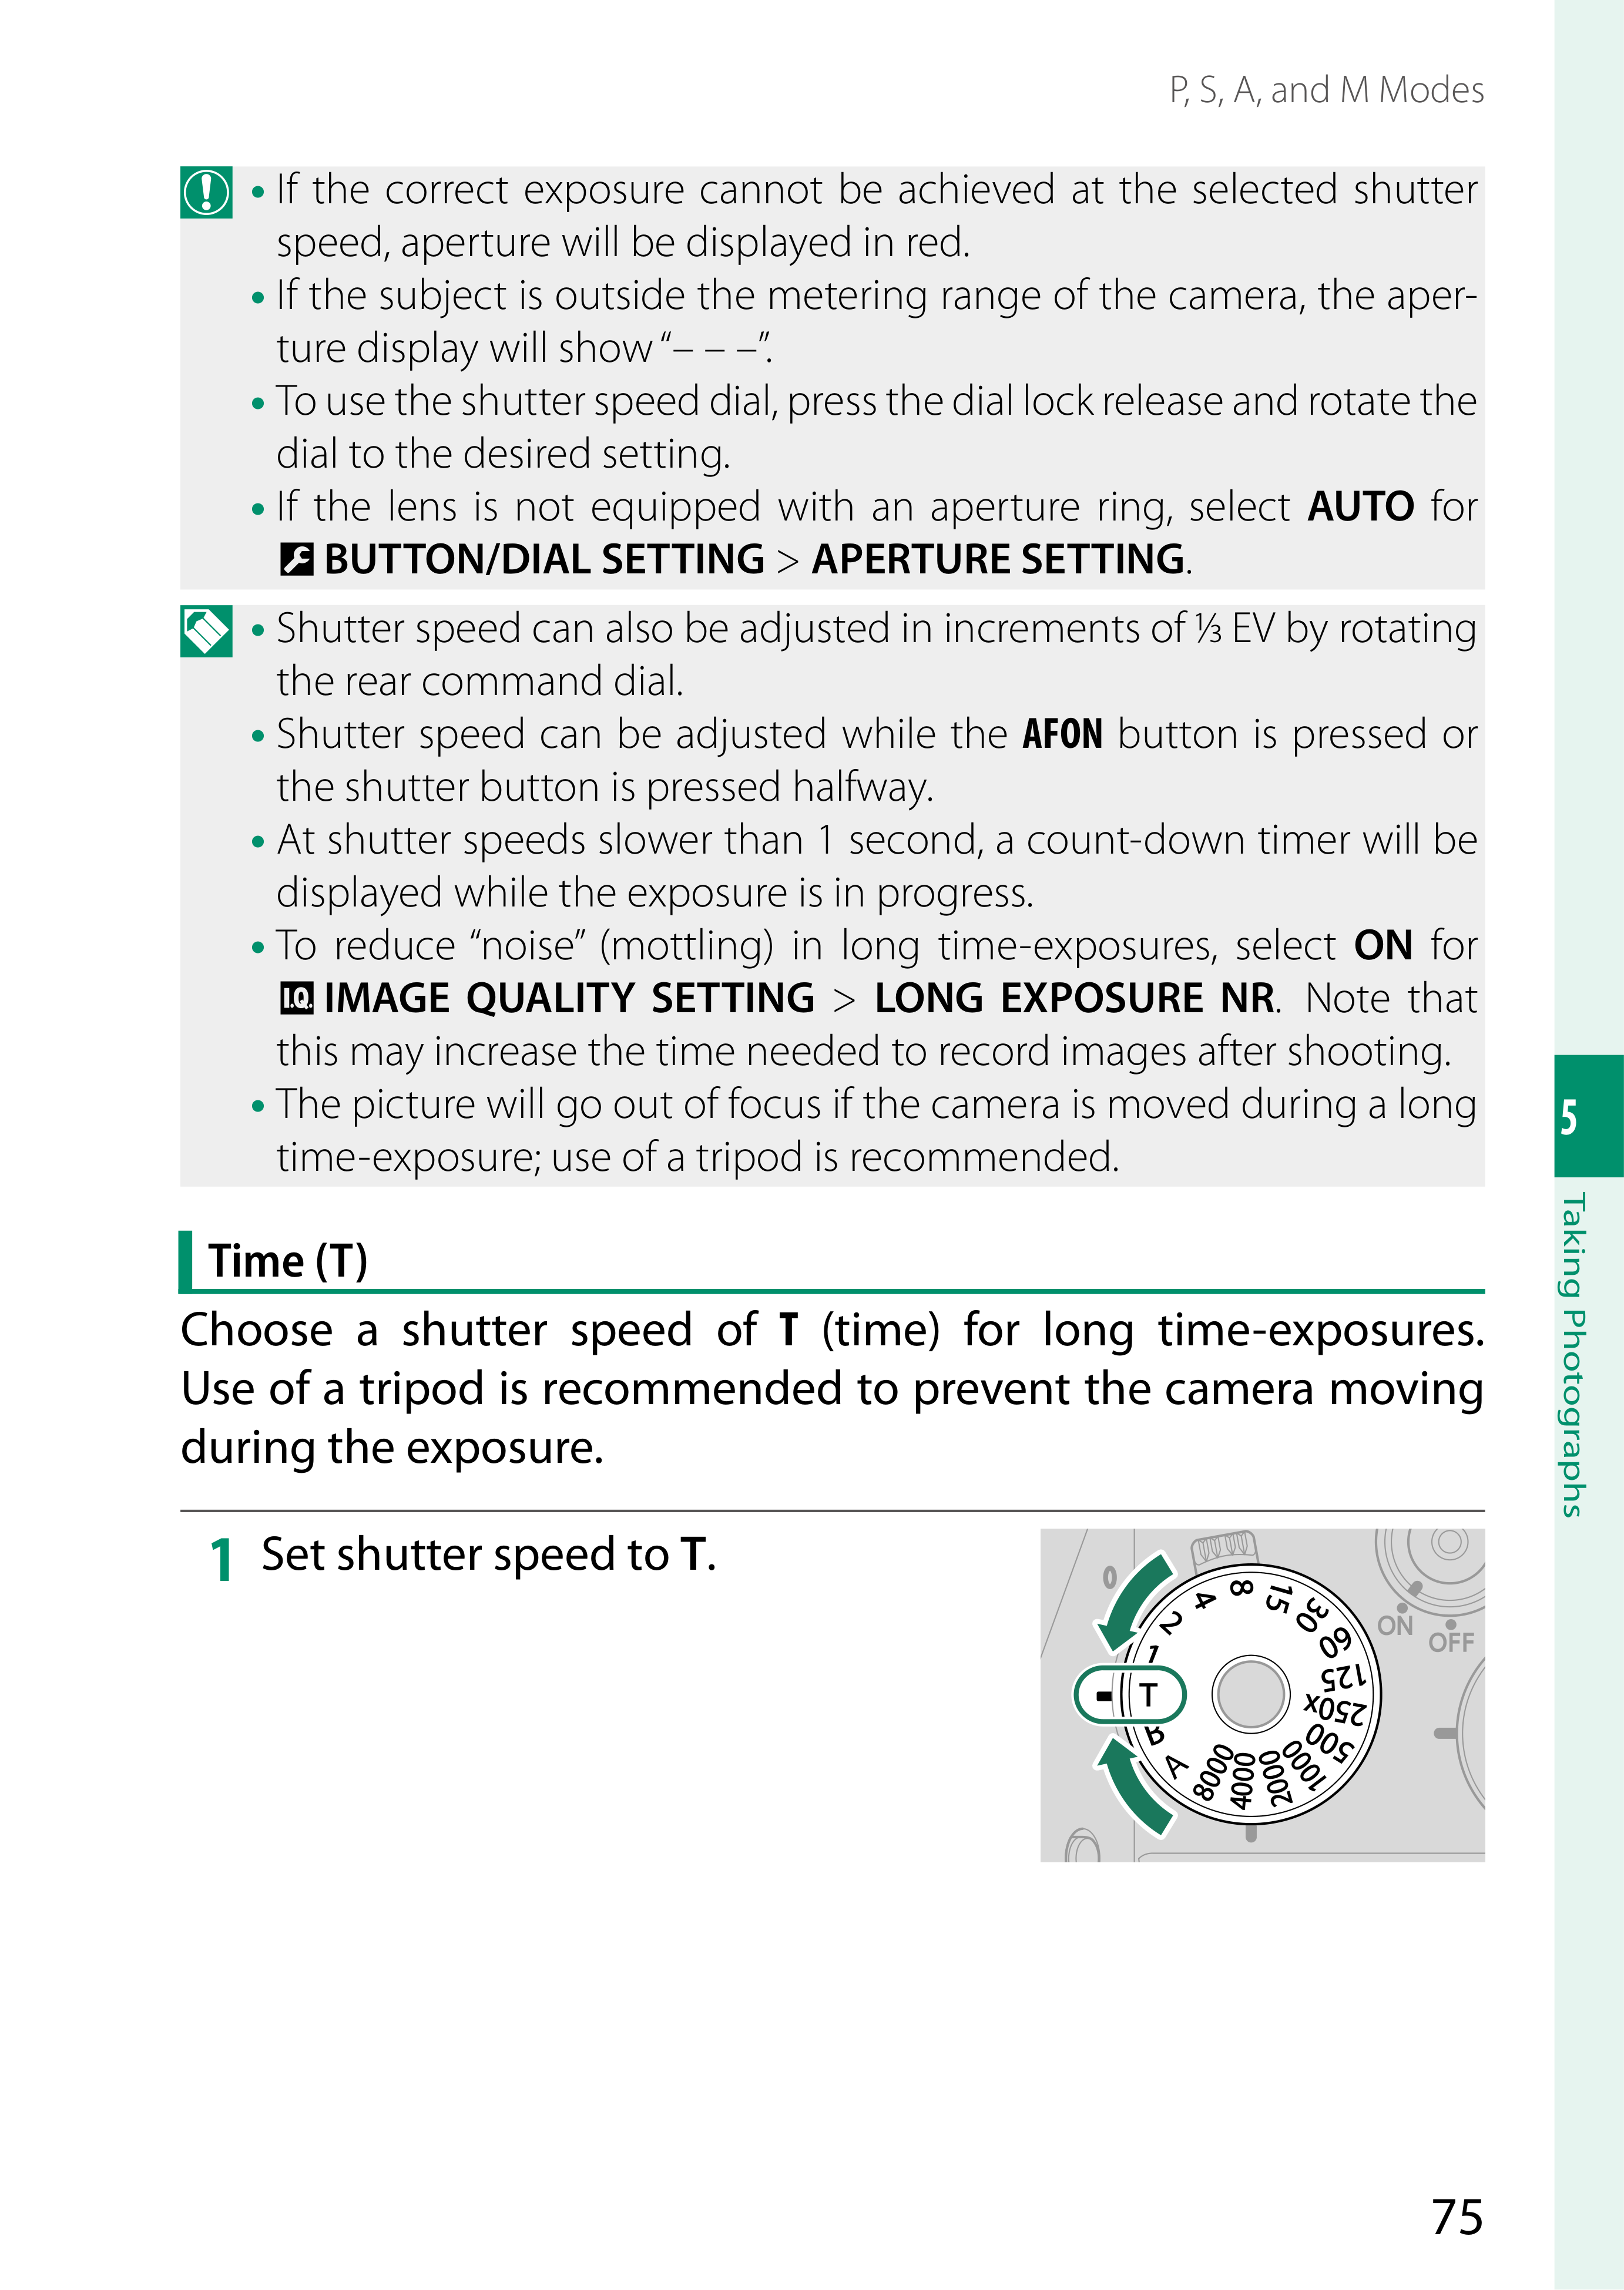 P, S, A, and M Modes
• If the correct exposure cannot be achieved at the selected shutter
speed, aperture will be displayed in red.
• If the subject is outside the metering range of the camera, the aper-
ture display will show “– – –”.
• To use the shutter speed dial, press the dial lock release and rotate the
dial to the desired setting.
• If the lens is not equipped with an aperture ring, select AUTO for
BUTTON/DIAL SETTING > APERTURE SETTING.
• Shutter speed can also be adjusted in increments of ⅓ EV by rotating
the rear command dial.
• Shutter speed can be adjusted while the AFON button is pressed or
the shutter button is pressed halfway.
• At shutter speeds slower than 1 second, a count-down timer will be
displayed while the exposure is in progress.
• To reduce “noise” (mottling) in long time-exposures, select ON for
I.Q. IMAGE QUALITY SETTING > LONG EXPOSURE NR. Note that
this may increase the time needed to record images after shooting.
• The picture will go out of focus if the camera is moved during a long
time-exposure; use of a tripod is recommended.
5
Taking Photographs
Time (T)
Choose a shutter speed of T (time) for long time-exposures.
Use of a tripod is recommended to prevent the camera moving
during the exposure.
1 Set shutter speed to T.
T
1
2
4
8
15
30
60
125
250x
500
1000
2000
4000
8000
A
ON
OFF
75